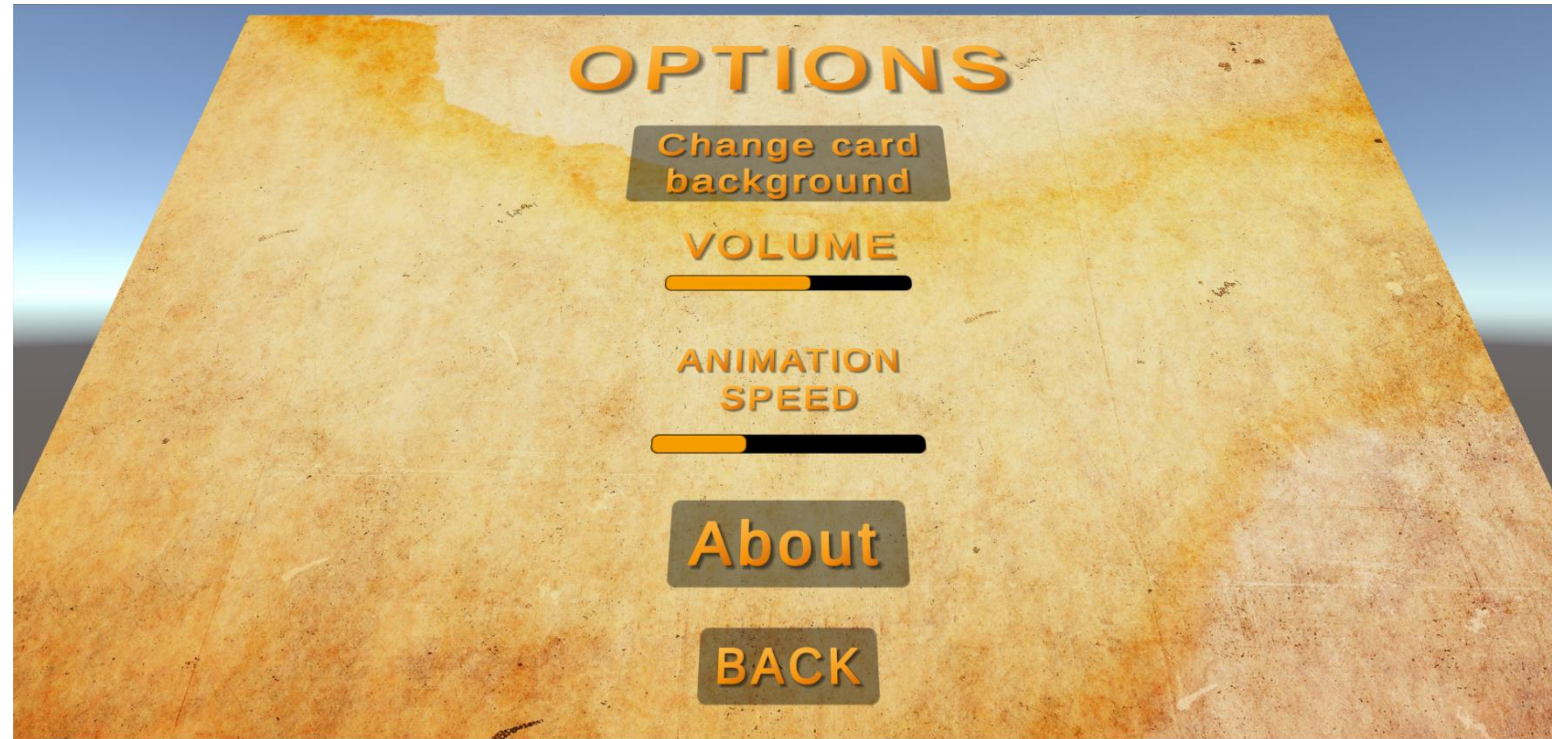 OPTIONS
Change card
background
VOLUME
ANIMATION
SPEED
About
BACK